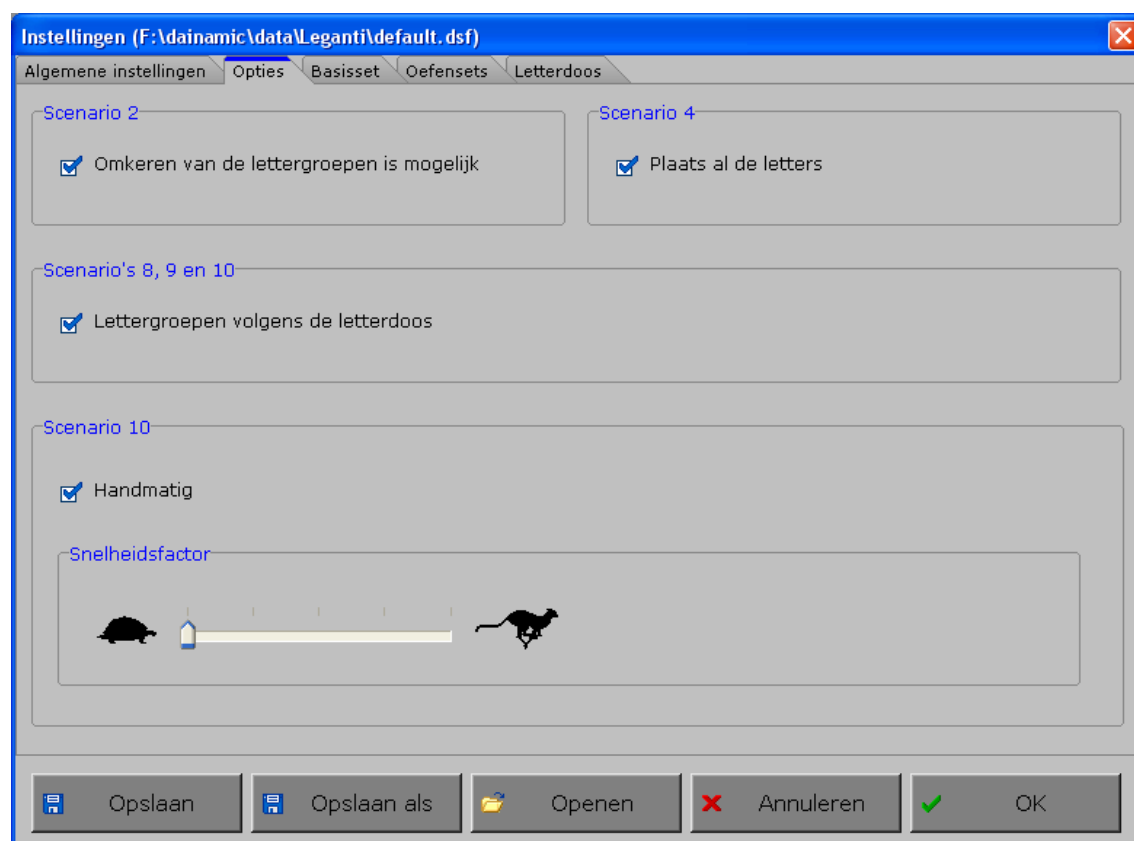 Instellingen (F:\dainamic\data\Leganti\default.dsf)
Algemene instellingen Opties Basisset Oefensets Letterdoos
Scenario 2
Omkeren van de lettergroepen is mogelijk
Scenario 4
Plaats al de letters
Scenario's 8, 9 en 10
Lettergroepen volgens de letterdoos
Scenario 10
Handmatig
Snelheidsfactor
Opslaan Opslaan als Openen Annuleren OK